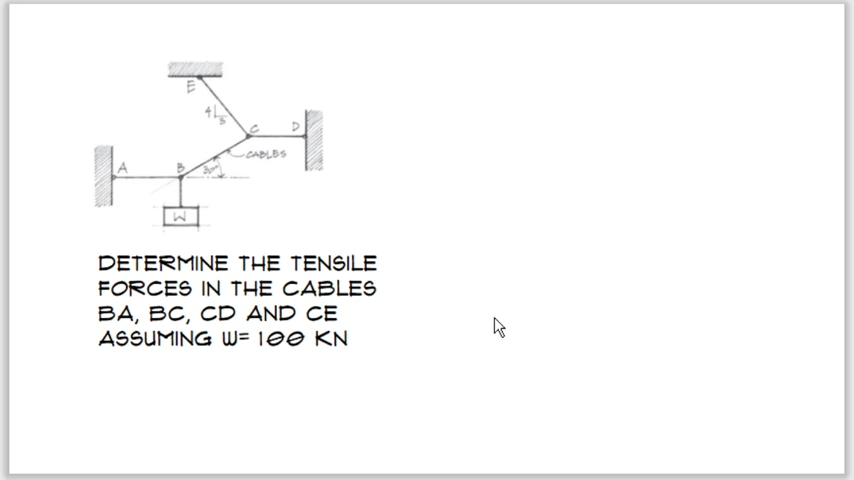 E
4
3
C
D
CABLES
A
B
30°
W
DETERMINE THE TENSILE
FORCES IN THE CABLES
BA, BC, CD AND CE
ASSUMING W= 100 KN